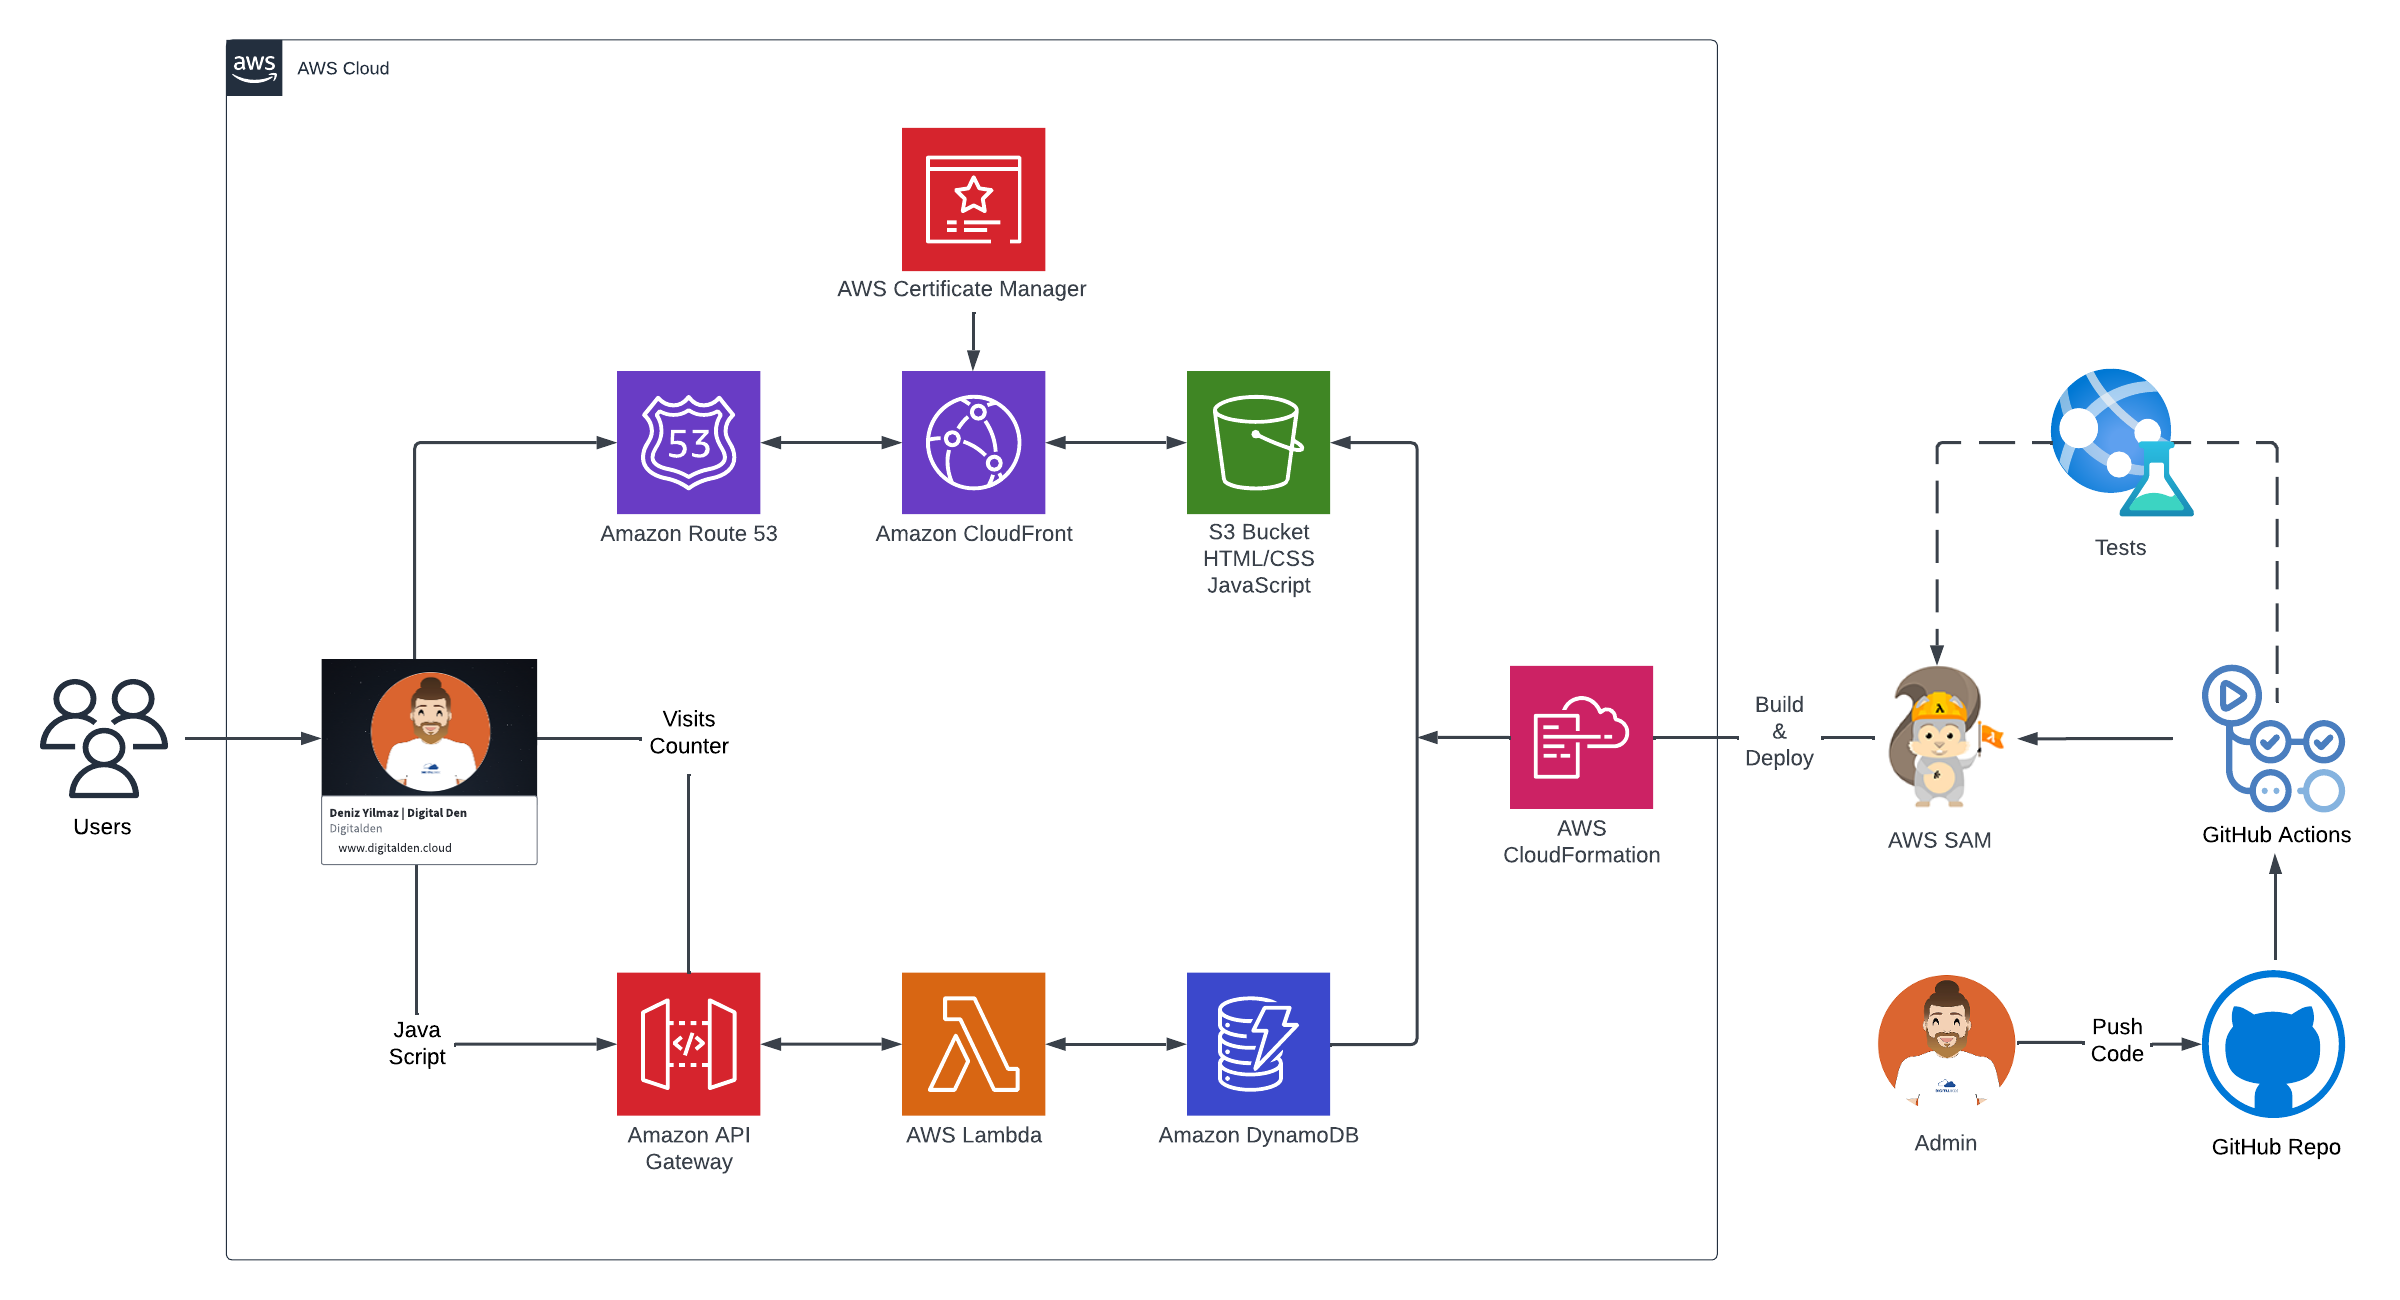 aws
AWS Cloud
AWS Certificate Manager
53
Amazon Route 53
Amazon CloudFront
S3 Bucket
HTML/CSS
JavaScript
Tests
Users
Deniz Yilmaz | Digital Den
Digitalden
www.digitalden.cloud
Visits
Counter
AWS
CloudFormation
Build
&
Deploy
λ
λ
AWS SAM
GitHub Actions
Java
Script
</>
Amazon API
Gateway
AWS Lambda
Amazon DynamoDB
Admin
Push
Code
GitHub Repo